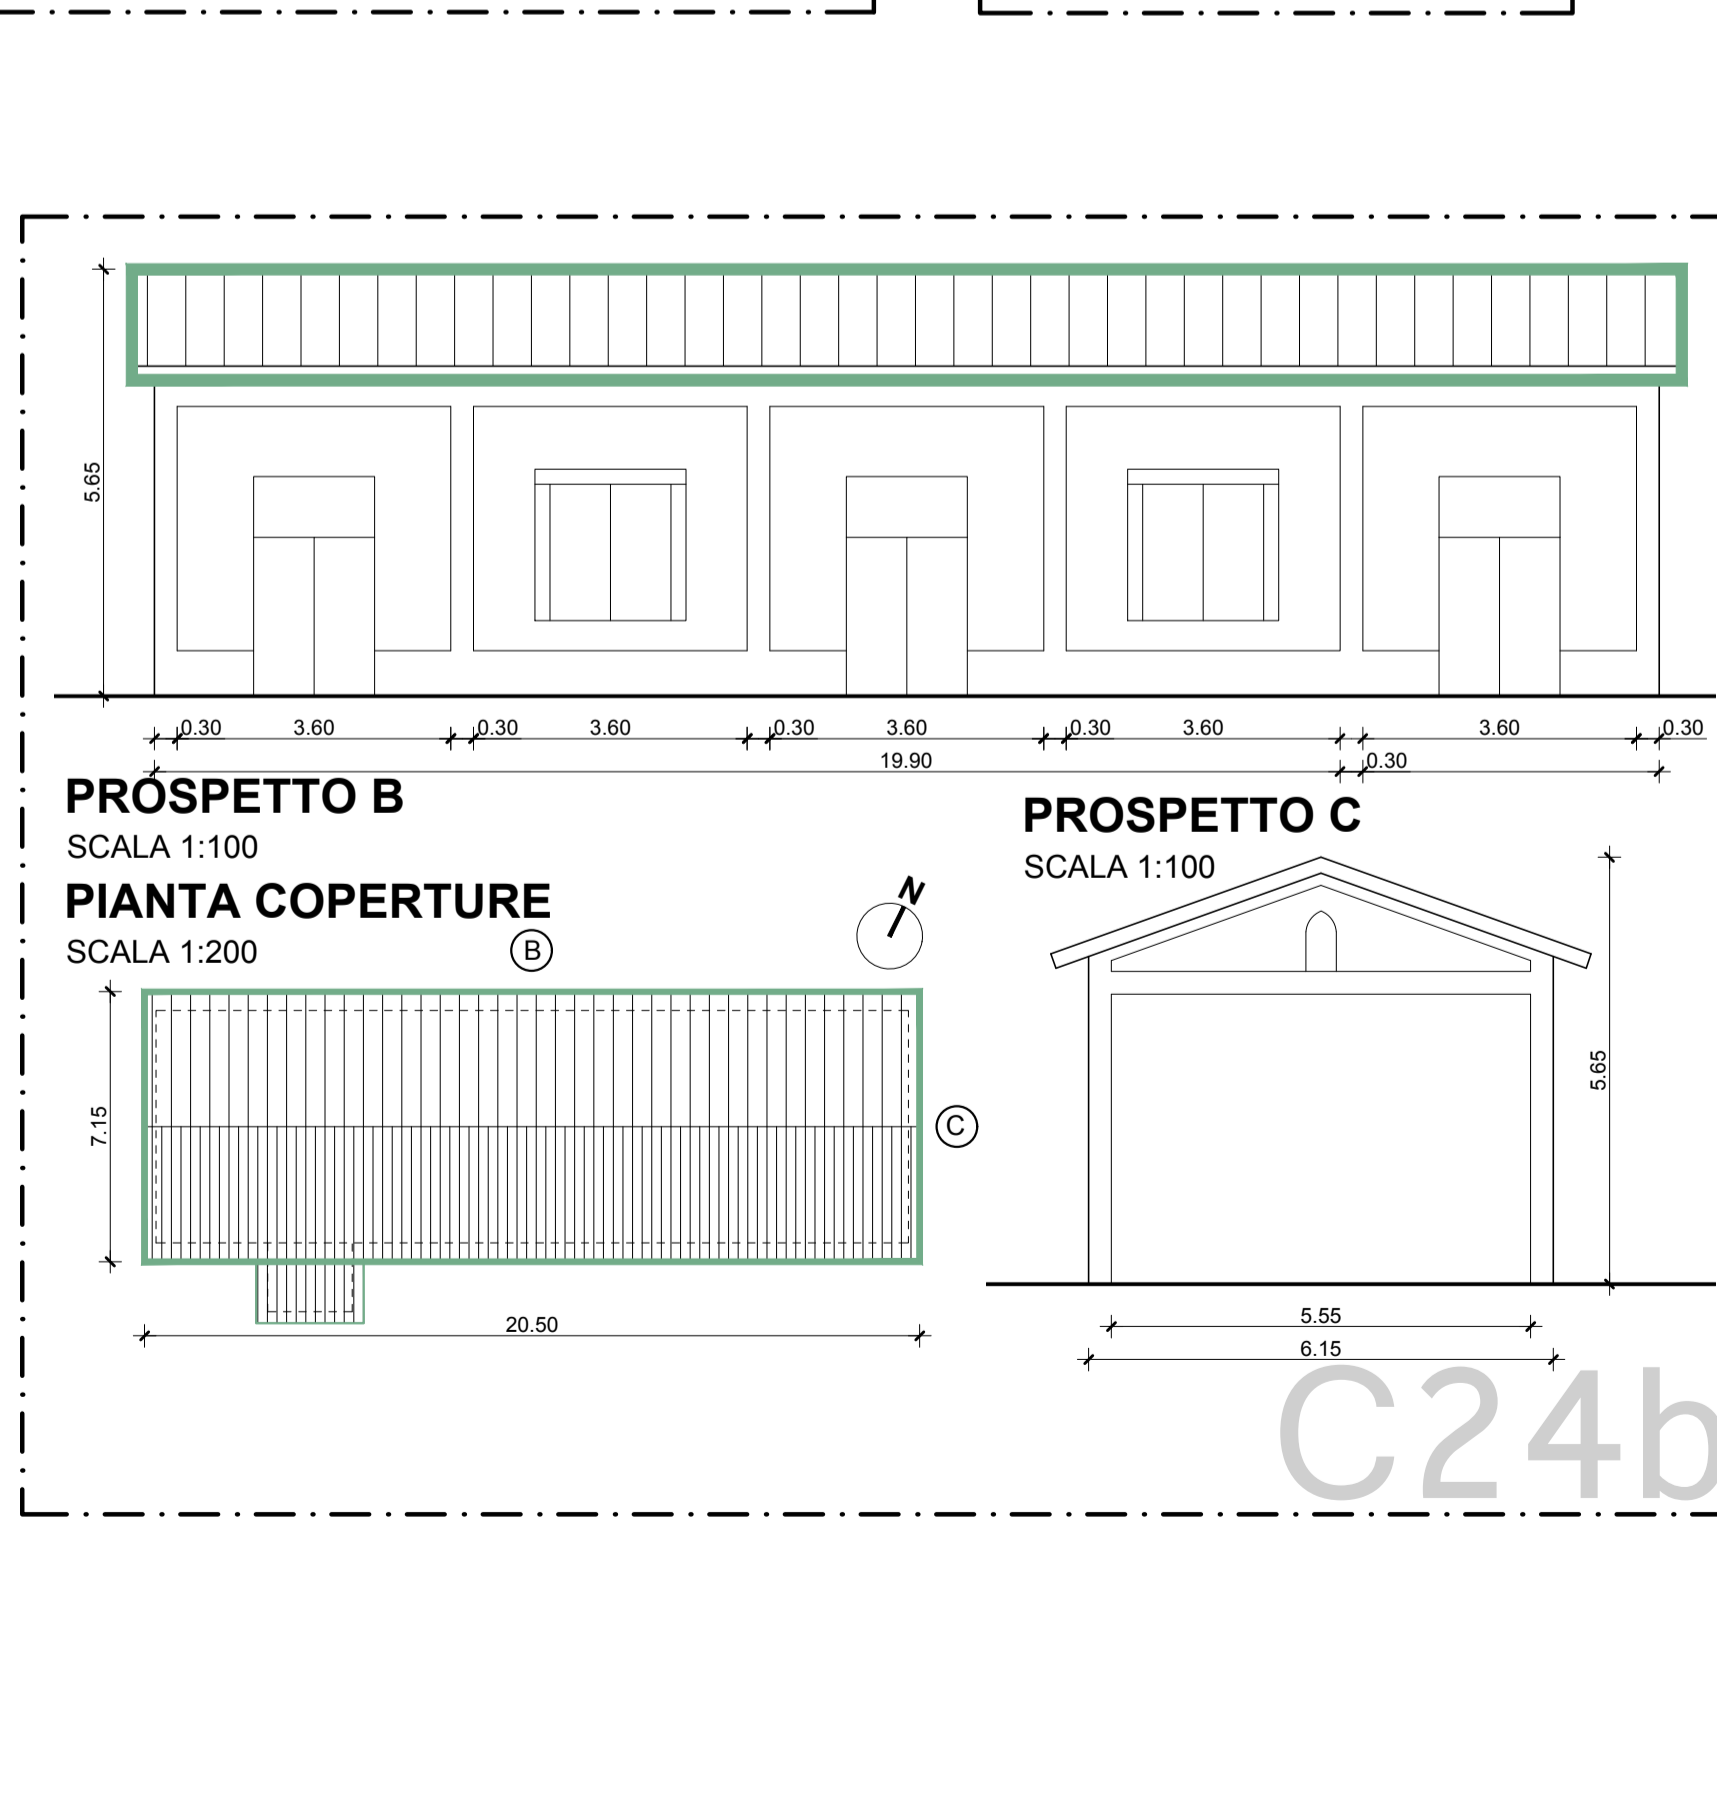 5.65
0.30 3.60 0.30 3.60 0.30 3.60 0.30 3.60 3.60 0.30
19.90 0.30
PROSPETTO B
SCALA 1:100
PIANTA COPERTURE
SCALA 1:200
B
N
7.15
C
20.50
PROSPETTO C
SCALA 1:100
5.65
5.55
6.15
C24b